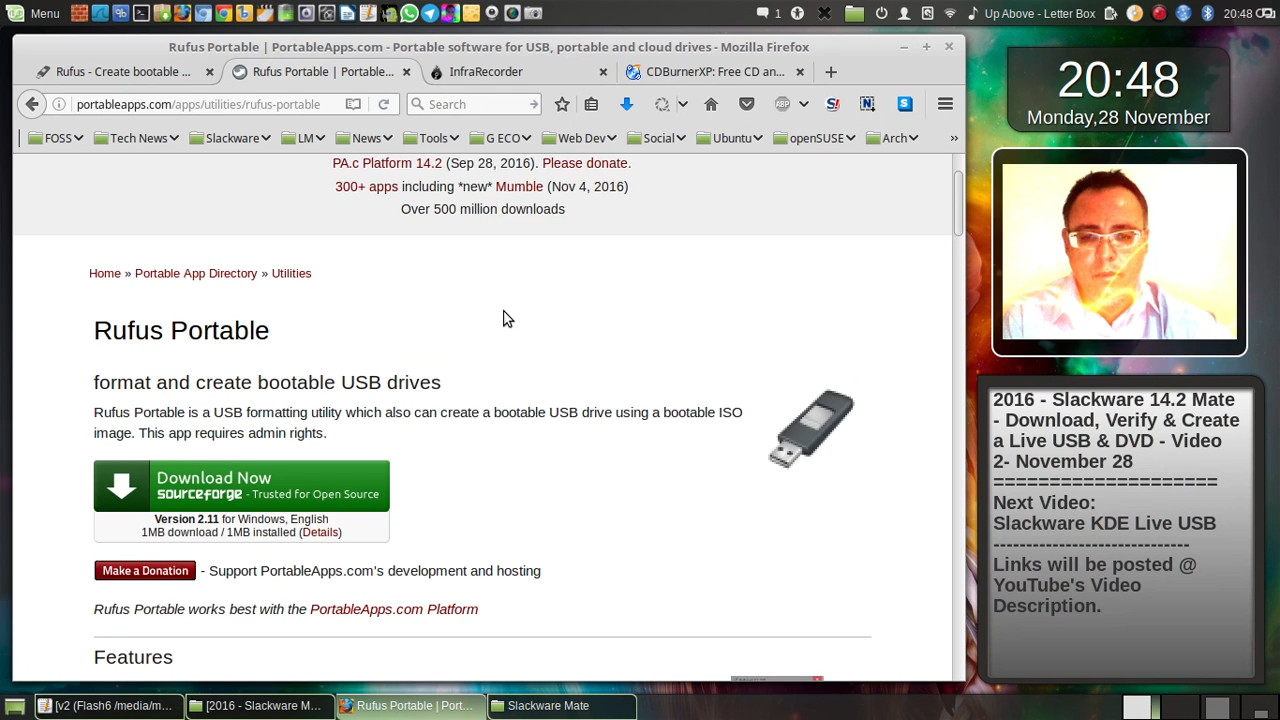 Menu
1
Up Above - Letter Box
20:48
Rufus Portable | PortableApps.com - Portable software for USB, portable and cloud drives - Mozilla Firefox
Rufus - Create bootable ...
Rufus Portable | Portable...
InfraRecorder
CDBurnerXP: Free CD an...
portableapps.com/apps/utilities/rufus-portable
Search
FOSS
Tech News
Slackware
LM
News
Tools
G ECO
Web Dev
Social
Ubuntu
openSUSE
Arch
»
PA.c Platform 14.2 (Sep 28, 2016). Please donate.
300+ apps including *new* Mumble (Nov 4, 2016)
Over 500 million downloads
Home » Portable App Directory » Utilities
Rufus Portable
format and create bootable USB drives
Rufus Portable is a USB formatting utility which also can create a bootable USB drive using a bootable ISO
image. This app requires admin rights.
Download Now
sourceforge - Trusted for Open Source
Version 2.11 for Windows, English
1MB download / 1MB installed (Details)
Make a Donation - Support PortableApps.com's development and hosting
Rufus Portable works best with the PortableApps.com Platform
Features
20:48
Monday,28 November
2016 - Slackware 14.2 Mate
- Download, Verify & Create
a Live USB & DVD - Video
2- November 28
====================
Next Video:
Slackware KDE Live USB
----------------------------
Links will be posted @
YouTube's Video
Description.
[v2 (Flash6 /media/m...
[2016 - Slackware M...
Rufus Portable | Port...
Slackware Mate